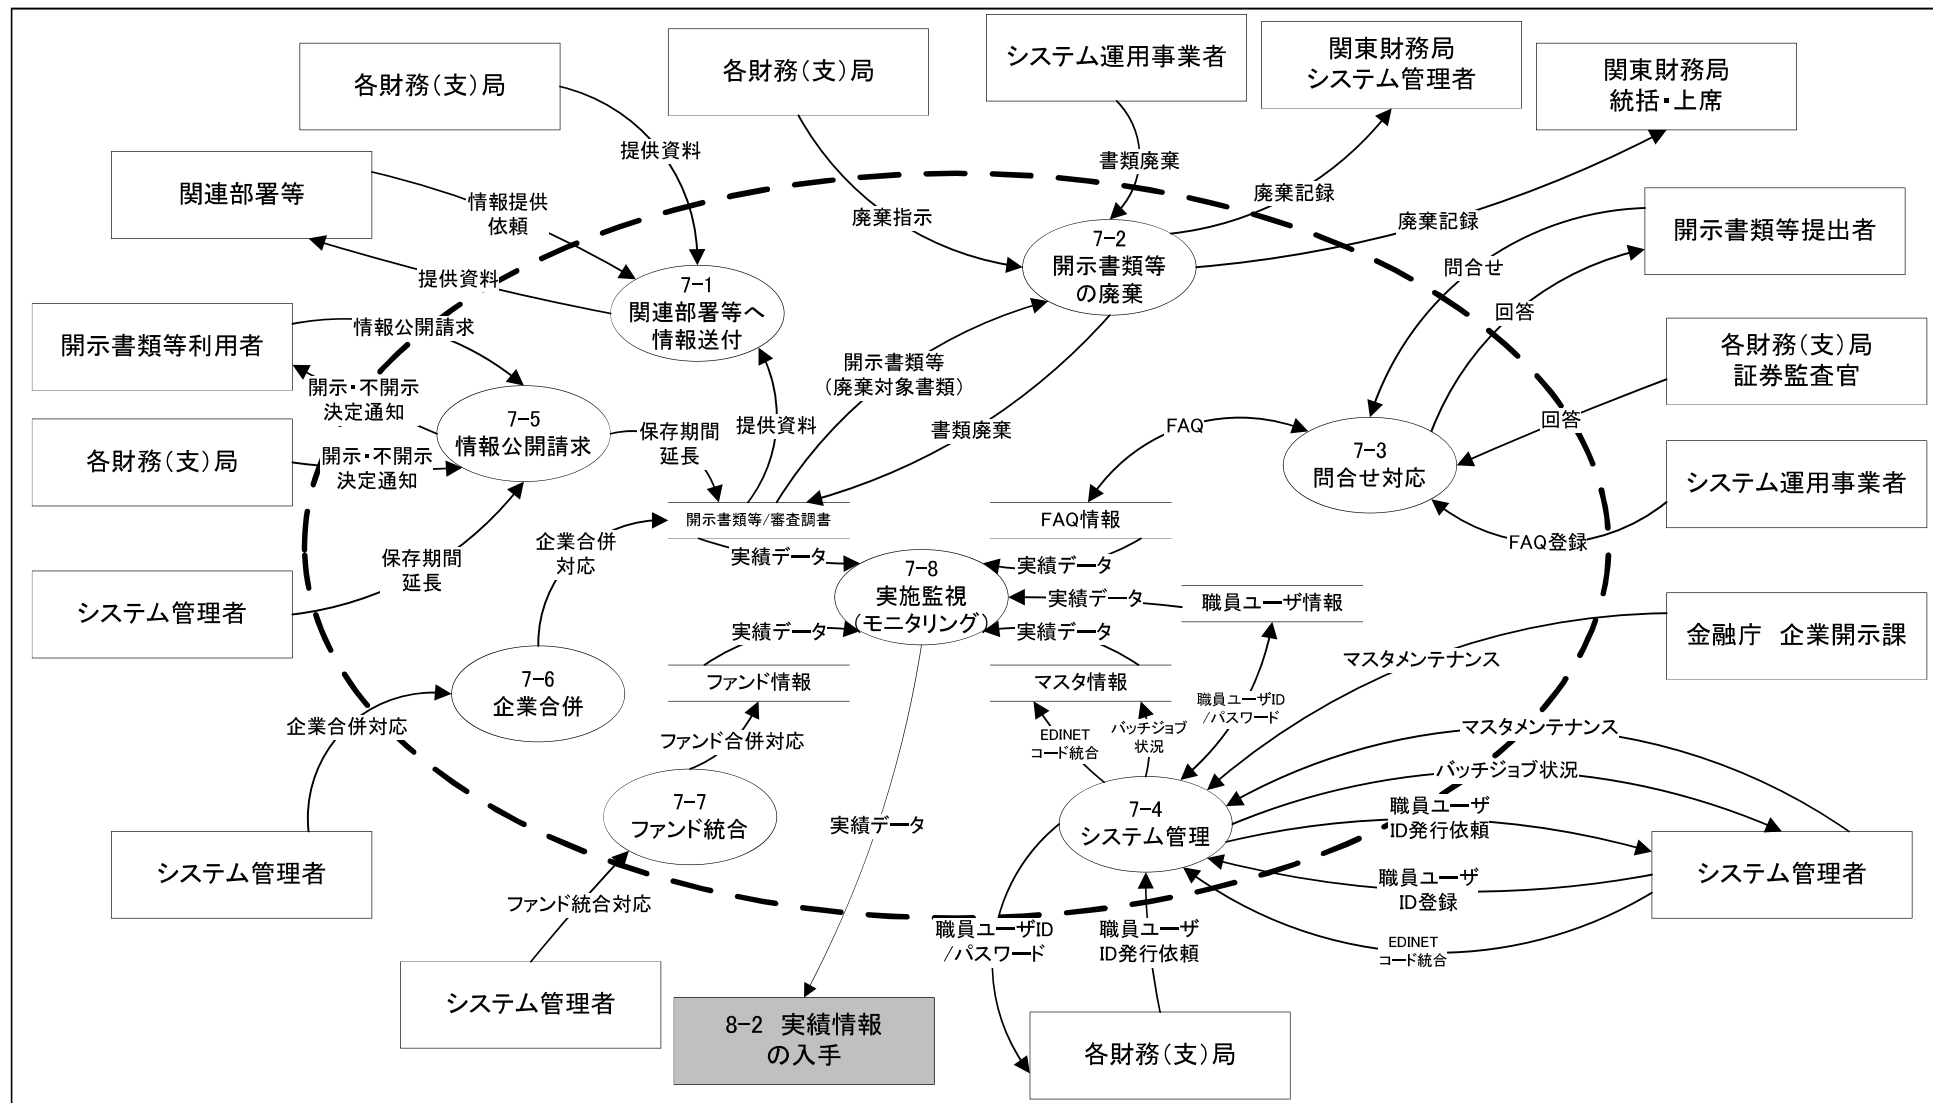 各財務(支)局
各財務(支)局
システム運用事業者
関東財務局
システム管理者
関東財務局
統括・上席
関連部署等
提供資料
情報提供
依頼
廃棄指示
書類廃棄
廃棄記録
廃棄記録
開示書類等提出者
提供資料
7-1
関連部署等へ
情報送付
7-2
開示書類等
の廃棄
問合せ
回答
開示書類等利用者
情報公開請求
開示・不開示
決定通知
7-5
情報公開請求
開示書類等
(廃棄対象書類)
各財務(支)局
証券監査官
各財務(支)局
開示・不開示
決定通知
保存期間
延長
提供資料
書類廃棄
FAQ
回答
7-3
問合せ対応
システム運用事業者
FAQ登録
開示書類等/審査調書
FAQ情報
企業合併
対応
実績データ
実績データ
保存期間
延長
システム管理者
7-8
実施監視
(モニタリング)
実績データ
職員ユーザ情報
実績データ
実績データ
金融庁 企業開示課
マスタメンテナンス
7-6
企業合併
ファンド情報
マスタ情報
職員ユーザID
/パスワード
企業合併対応
ファンド合併対応
EDINET
コード統合
バッチジョブ
状況
マスタメンテナンス
バッチジョブ状況
7-7
ファンド統合
実績データ
7-4
システム管理
職員ユーザ
ID発行依頼
システム管理者
システム管理者
職員ユーザ
ID登録
ファンド統合対応
職員ユーザID
/パスワード
職員ユーザ
ID発行依頼
EDINET
コード統合
システム管理者
8-2 実績情報
の入手
各財務(支)局